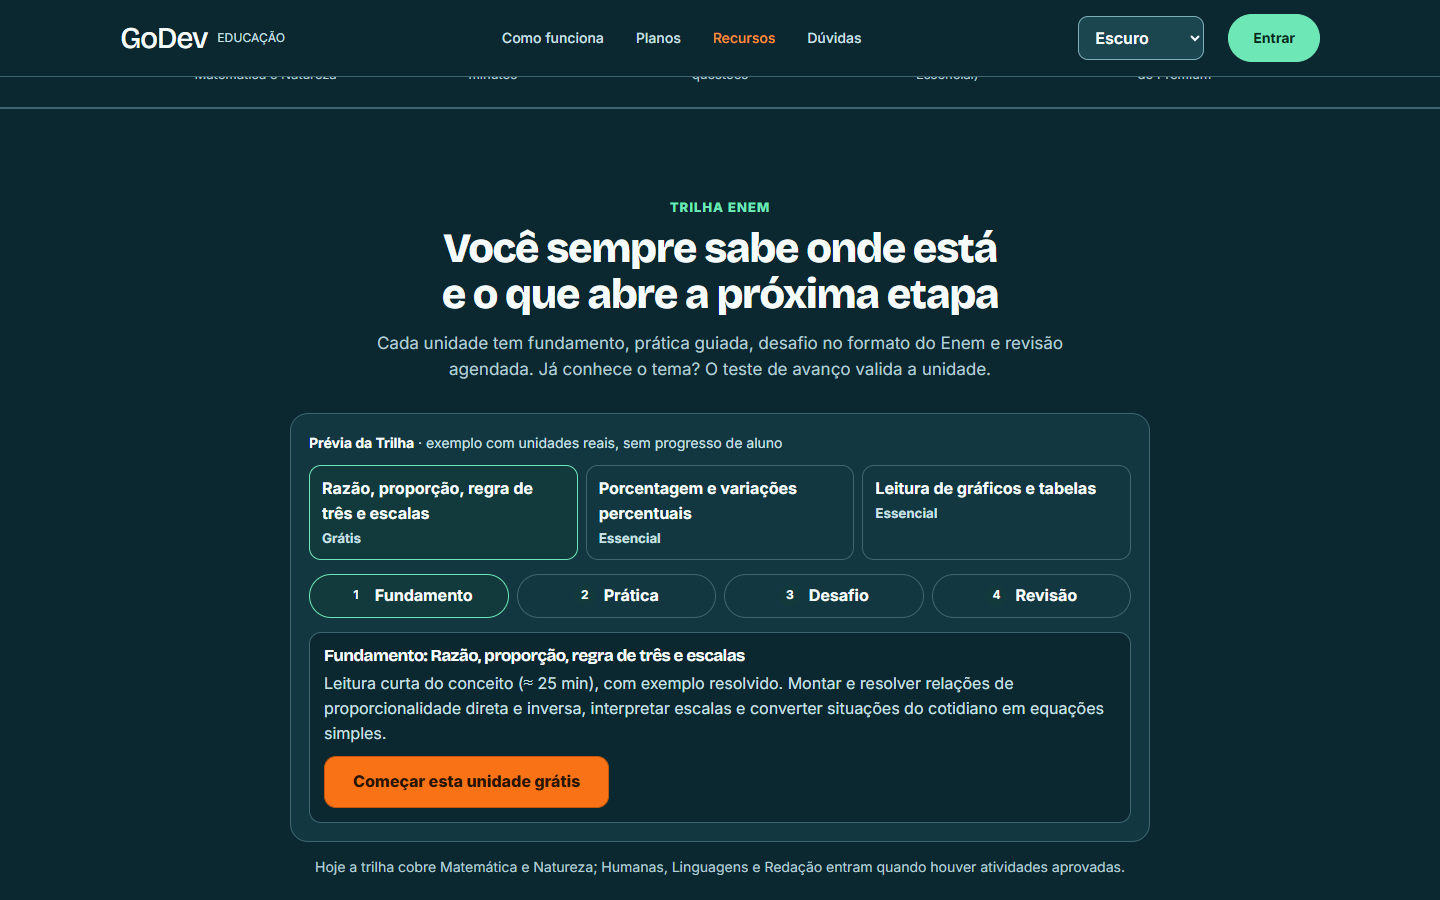 GoDev EDUCAÇÃO
Como funciona
Planos
Recursos
Dúvidas
Escuro
Entrar
TRILHA ENEM
Você sempre sabe onde está
e o que abre a próxima etapa
Cada unidade tem fundamento, prática guiada, desafio no formato do Enem e revisão
agendada. Já conhece o tema? O teste de avanço valida a unidade.
Prévia da Trilha · exemplo com unidades reais, sem progresso de aluno
Razão, proporção, regra de
três e escalas
Grátis
Porcentagem e variações
percentuais
Essencial
Leitura de gráficos e tabelas
Essencial
1 Fundamento
2 Prática
3 Desafio
4 Revisão
Fundamento: Razão, proporção, regra de três e escalas
Leitura curta do conceito (≈ 25 min), com exemplo resolvido. Montar e resolver relações de
proporcionalidade direta e inversa, interpretar escalas e converter situações do cotidiano em equações
simples.
Começar esta unidade grátis
Hoje a trilha cobre Matemática e Natureza; Humanas, Linguagens e Redação entram quando houver atividades aprovadas.